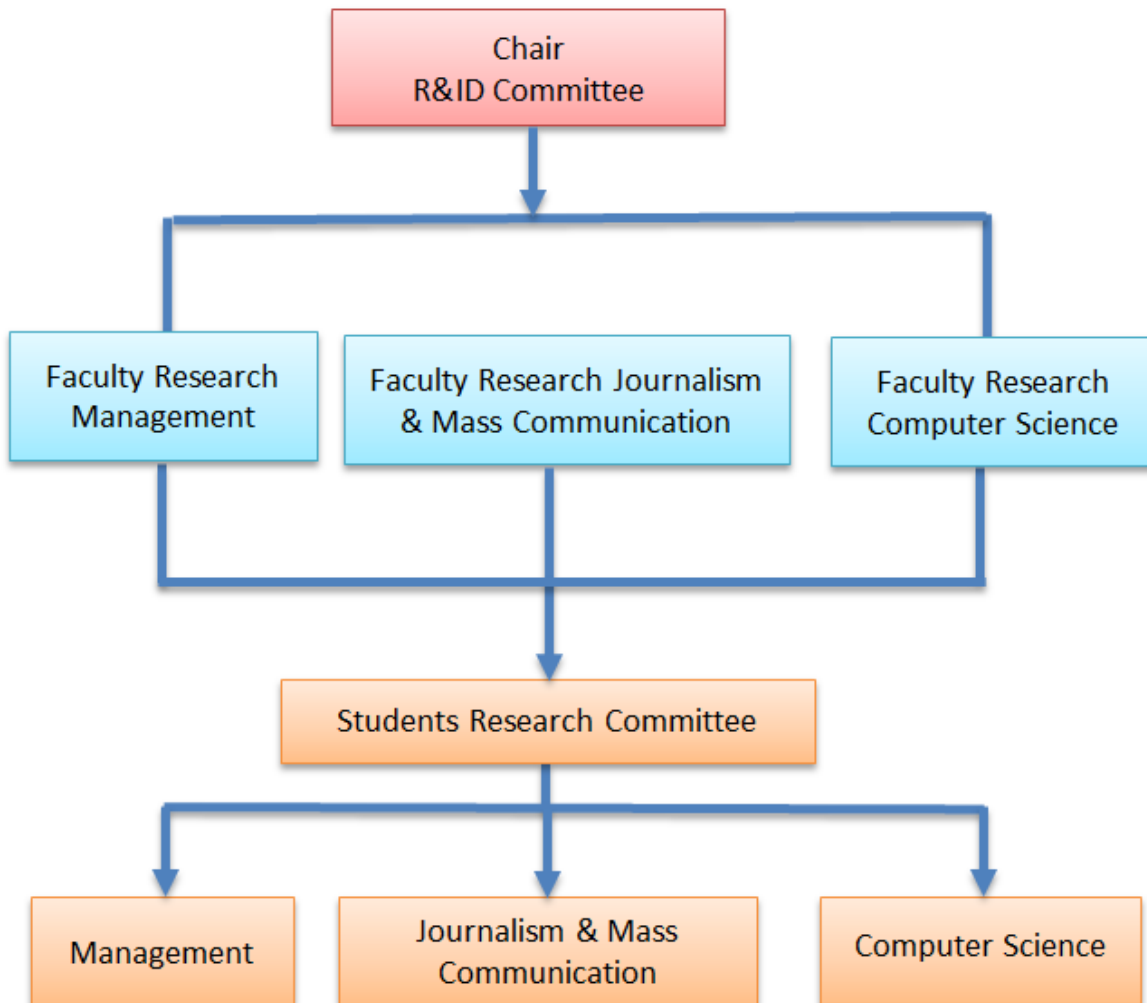 Chair
R&ID Committee
Faculty Research
Management
Faculty Research Journalism
& Mass Communication
Faculty Research
Computer Science
Students Research Committee
Management
Journalism & Mass
Communication
Computer Science